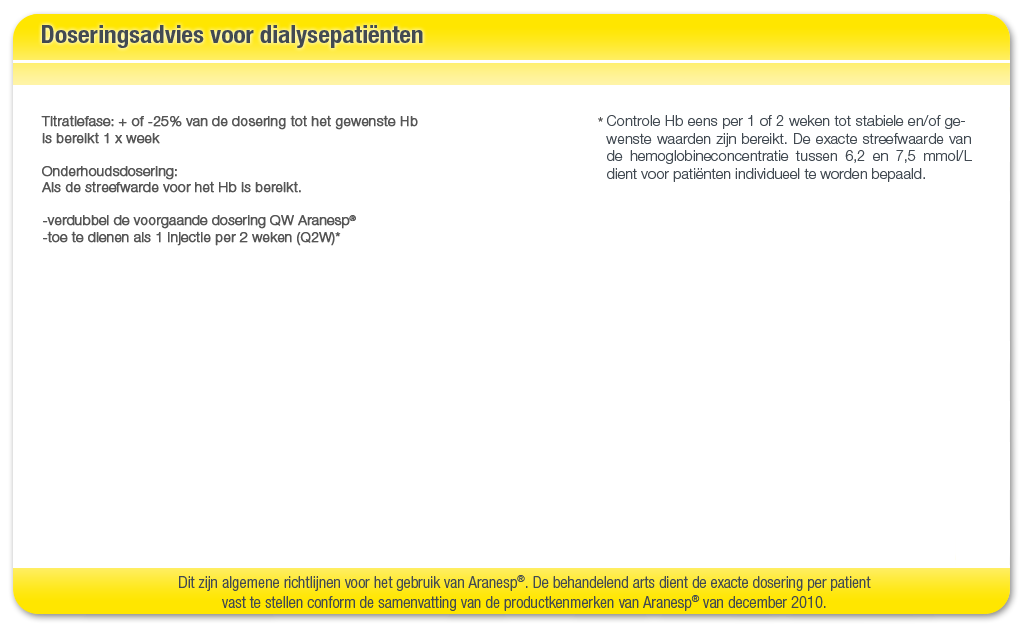 Doseringsadvies voor dialysepatiënten
Titratiefase: + of -25% van de dosering tot het gewenste Hb
is bereikt 1 x week
Onderhoudsdosering:
Als de streefwarde voor het Hb is bereikt.
-verdubbel de voorgaande dosering QW Aranesp®
-toe te dienen als 1 injectie per 2 weken (Q2W)*
* Controle Hb eens per 1 of 2 weken tot stabiele en/of ge-
wenste waarden zijn bereikt. De exacte streefwaarde van
de hemoglobineconcentratie tussen 6,2 en 7,5 mmol/L
dient voor patiënten individueel te worden bepaald.
Dit zijn algemene richtlijnen voor het gebruik van Aranesp®. De behandelend arts dient de exacte dosering per patient
vast te stellen conform de samenvatting van de productkenmerken van Aranesp® van december 2010.